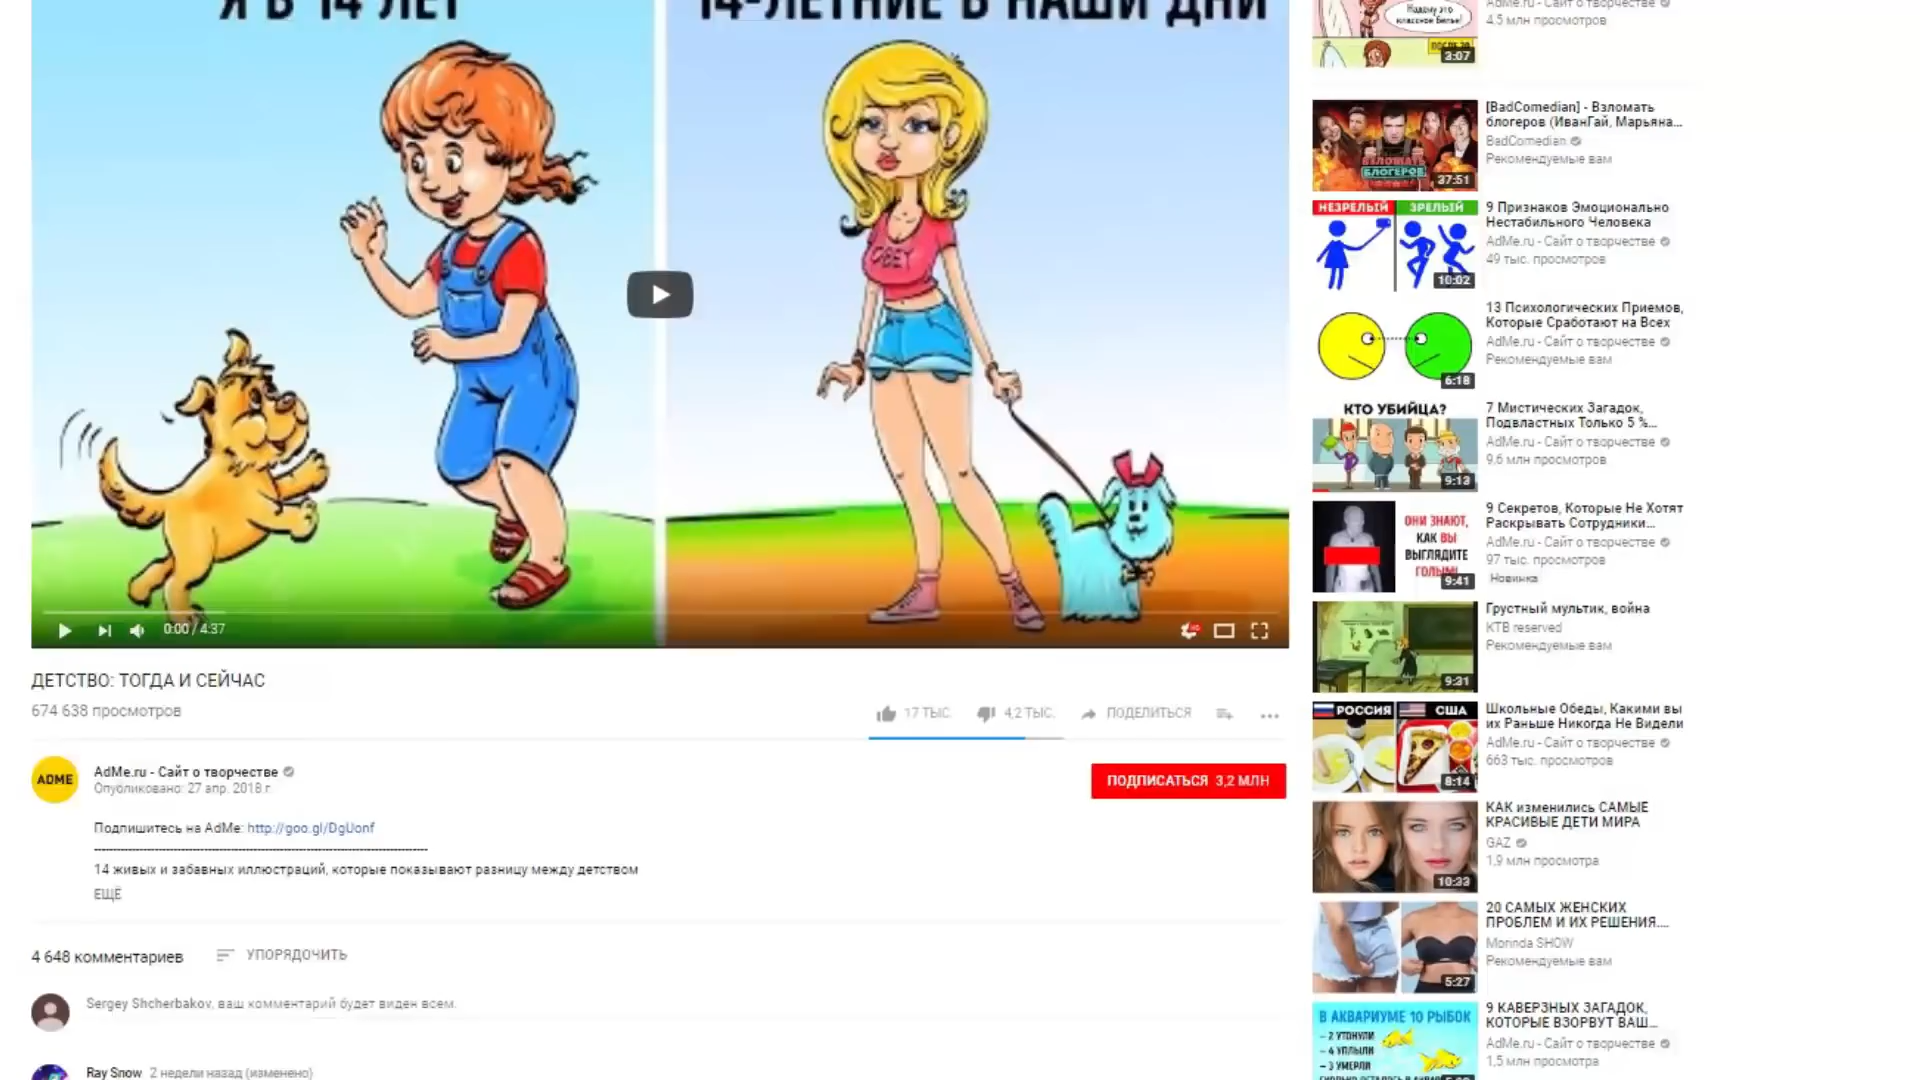 Я В 14 ЛЕТ
14-ЛЕТНИЕ В НАШИ ДНИ
OBEY
0:00 / 4:37
ДЕТСТВО: ТОГДА И СЕЙЧАС
674 638 просмотров
17 ТЫС.
4,2 ТЫС.
ПОДЕЛИТЬСЯ
ADME
AdMe.ru - Сайт о творчестве
Опубликовано: 27 апр. 2018 г.
ПОДПИСАТЬСЯ 3,2 МЛН
Подпишитесь на AdMe: http://goo.gl/DgUonf
14 живых и забавных иллюстраций, которые показывают разницу между детством
ЕЩЁ
4 648 комментариев
УПОРЯДОЧИТЬ
Sergey Shcherbakov, ваш комментарий будет виден всем.
Ray Snow 2 недели назад (изменено)
Надому это
классное белье!
3:07
AdMe.ru - Сайт о творчестве
4,5 млн просмотров
ВЗЛОМАТЬ
БЛОГЕРОВ
37:51
[BadComedian] - Взломать
блогеров (ИванГай, Марьяна...
BadComedian
Рекомендуемые вам
НЕЗРЕЛЫЙ
ЗРЕЛЫЙ
10:02
9 Признаков Эмоционально
Нестабильного Человека
AdMe.ru - Сайт о творчестве
49 тыс. просмотров
6:18
13 Психологических Приемов,
Которые Сработают на Всех
AdMe.ru - Сайт о творчестве
Рекомендуемые вам
КТО УБИЙЦА?
9:13
7 Мистических Загадок,
Подвластных Только 5 %...
AdMe.ru - Сайт о творчестве
9,6 млн просмотров
ОНИ ЗНАЮТ,
КАК ВЫ
ВЫГЛЯДИТЕ
ГОЛЫМ
9:41
9 Секретов, Которые Не Хотят
Раскрывать Сотрудники...
AdMe.ru - Сайт о творчестве
97 тыс. просмотров
Новинка
9:31
Грустный мультик, война
KTB reserved
Рекомендуемые вам
РОССИЯ
США
8:14
Школьные Обеды, Какими вы
их Раньше Никогда Не Видели
AdMe.ru - Сайт о творчестве
663 тыс. просмотров
10:33
КАК изменились САМЫЕ
КРАСИВЫЕ ДЕТИ МИРА
GAZ
1,9 млн просмотра
5:27
20 САМЫХ ЖЕНСКИХ
ПРОБЛЕМ И ИХ РЕШЕНИЯ....
Monnda SHOW
Рекомендуемые вам
В АКВАРИУМЕ 10 РЫБОК
– 2 УТОНУЛИ
– 4 УПЛЫЛИ
– 3 УМЕРЛИ
9 КАВЕРЗНЫХ ЗАГАДОК,
КОТОРЫЕ ВЗОРВУТ ВАШ...
AdMe.ru - Сайт о творчестве
1,5 млн просмотра